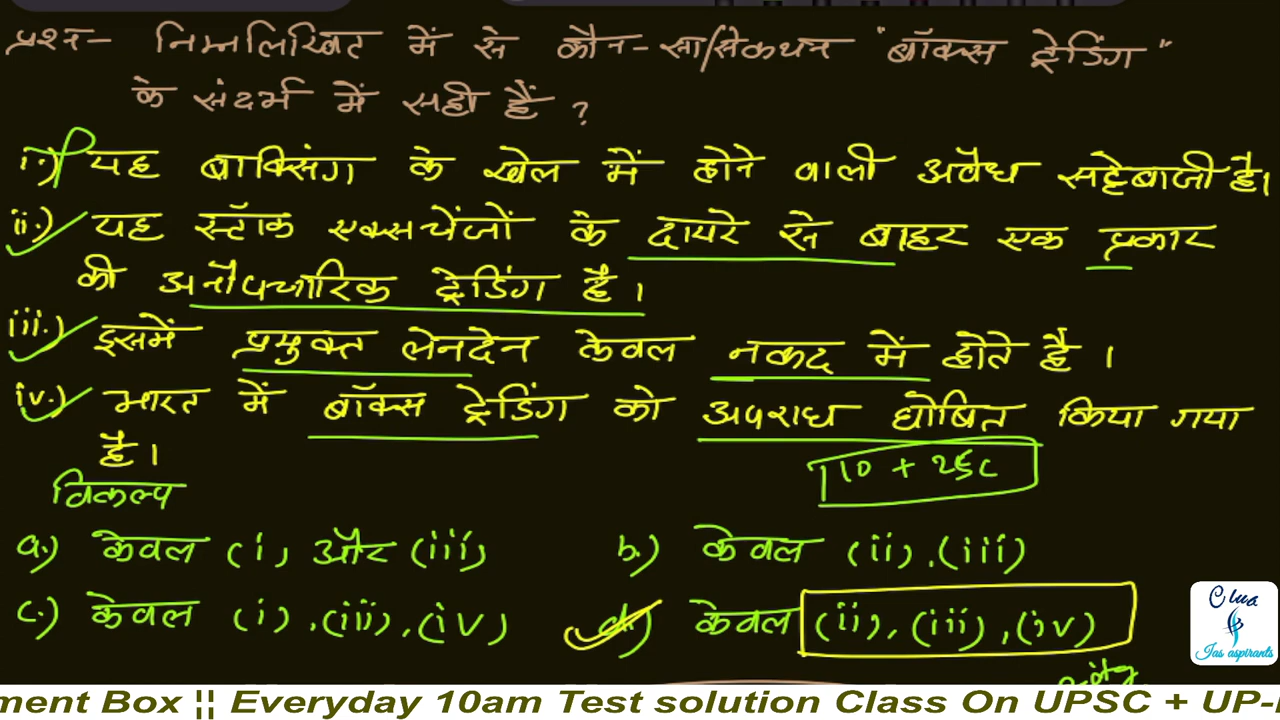 प्रश्न- निम्नलिखित में से कौन-सा/से कथन "बॉक्स ट्रेडिंग"
के संदर्भ में सही हैं ?
i.) यह बाक्सिंग के खेल में होने वाली अवैध सट्टेबाजी है।
ii.) यह स्टॉक एक्सचेंजों के दायरे से बाहर एक प्रकार
की अनौपचारिक ट्रेडिंग है।
iii.) इसमें प्रयुक्त लेनदेन केवल नकद में होते है।
iv.) भारत में बॉक्स ट्रेडिंग को अपराध घोषित किया गया
है।
10 + 25c
विकल्प
a.) केवल (i) और (iii) b.) केवल (ii), (iii)
c.) केवल (i), (iii), (iv) d.) केवल (ii), (iii), (iv)
Ias aspirants
ment Box ¦¦ Everyday 10am Test solution Class On UPSC + UP-